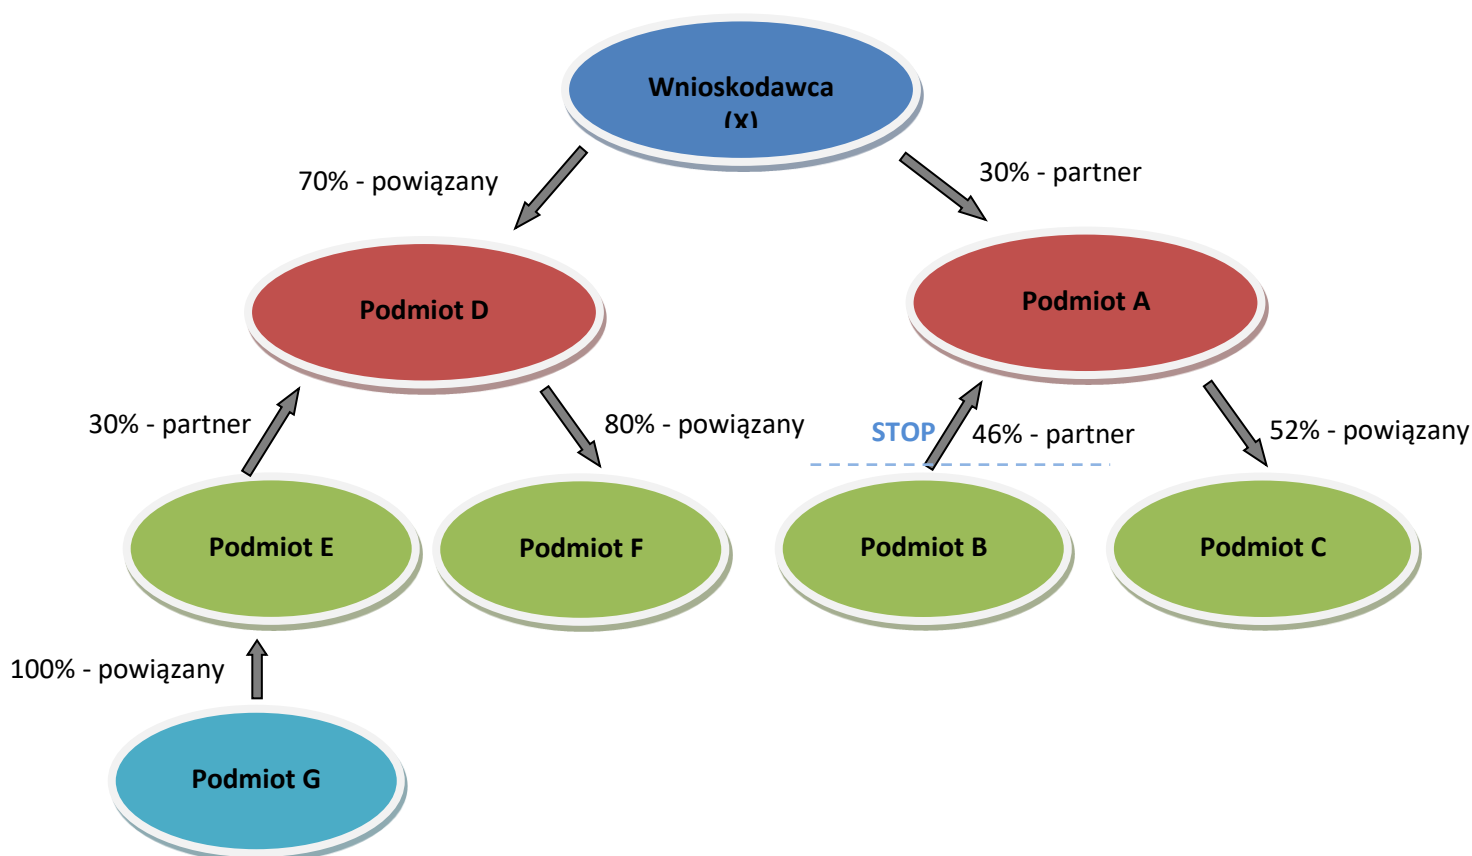 Wnioskodawca
(X)
70% - powiązany
30% - partner
Podmiot D
Podmiot A
30% - partner
80% - powiązany
STOP
46% - partner
52% - powiązany
Podmiot E
Podmiot F
Podmiot B
Podmiot C
100% - powiązany
Podmiot G